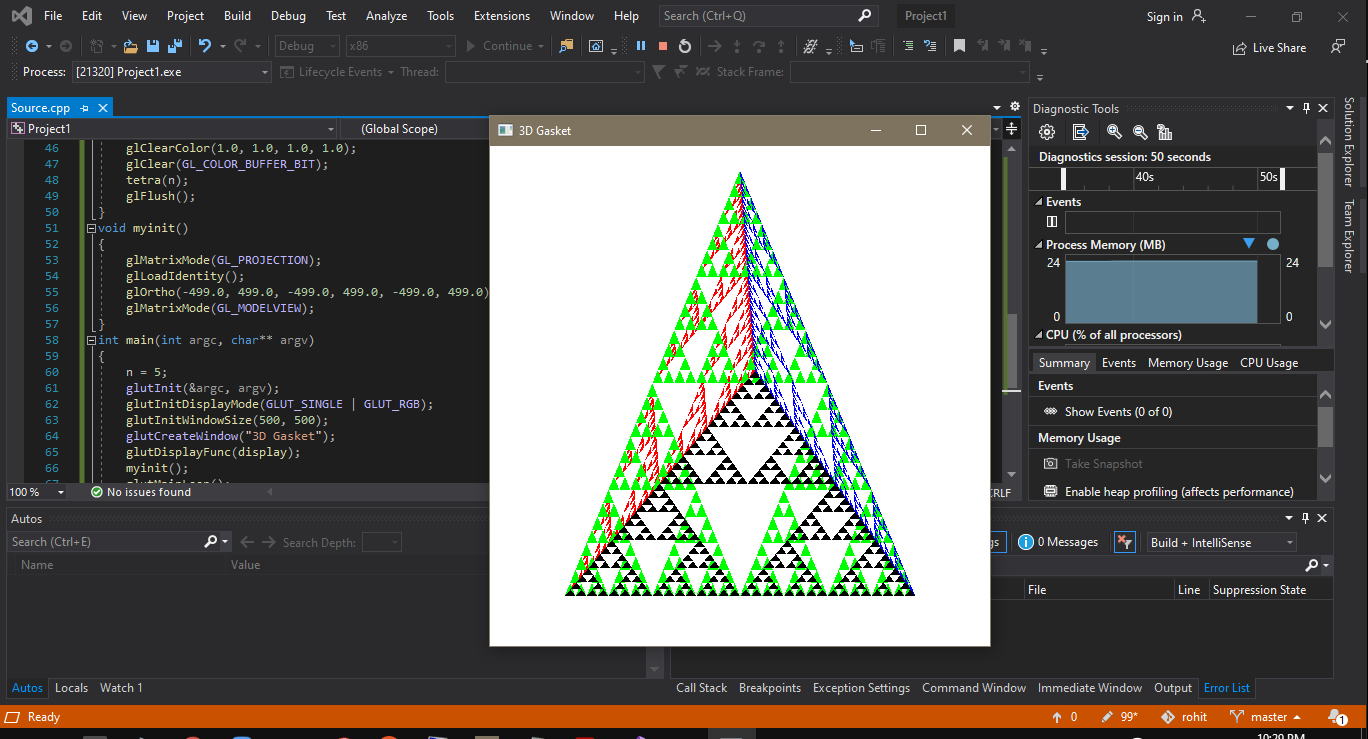 File Edit View Project Build Debug Test Analyze Tools Extensions Window Help Search (Ctrl+Q) Project1 Sign in
Debug x86 Continue Live Share
Process: [21320] Project1.exe Lifecycle Events Thread: Stack Frame:
Source.cpp
Project1 (Global Scope)
46 glClearColor(1.0, 1.0, 1.0, 1.0);
47 glClear(GL_COLOR_BUFFER_BIT);
48 tetra(n);
49 glFlush();
50 }
51 void myinit()
52 {
53 glMatrixMode(GL_PROJECTION);
54 glLoadIdentity();
55 glOrtho(-499.0, 499.0, -499.0, 499.0, -499.0, 499.0)
56 glMatrixMode(GL_MODELVIEW);
57 }
58 int main(int argc, char** argv)
59 {
60 n = 5;
61 glutInit(&argc, argv);
62 glutInitDisplayMode(GLUT_SINGLE | GLUT_RGB);
63 glutInitWindowSize(500, 500);
64 glutCreateWindow("3D Gasket");
65 glutDisplayFunc(display);
66 myinit();
100 % No issues found
CRLF
3D Gasket
Diagnostic Tools
Diagnostics session: 50 seconds
40s 50s
Events
Process Memory (MB)
24 24
0 0
CPU (% of all processors)
Summary Events Memory Usage CPU Usage
Events
Show Events (0 of 0)
Memory Usage
Take Snapshot
Enable heap profiling (affects performance)
Solution Explorer
Team Explorer
Autos
Search (Ctrl+E) Search Depth:
Name Value
0 Messages Build + IntelliSense
File Line Suppression State
Autos Locals Watch 1
Call Stack Breakpoints Exception Settings Command Window Immediate Window Output Error List
Ready 0 99* rohit master 1
10:29 PM